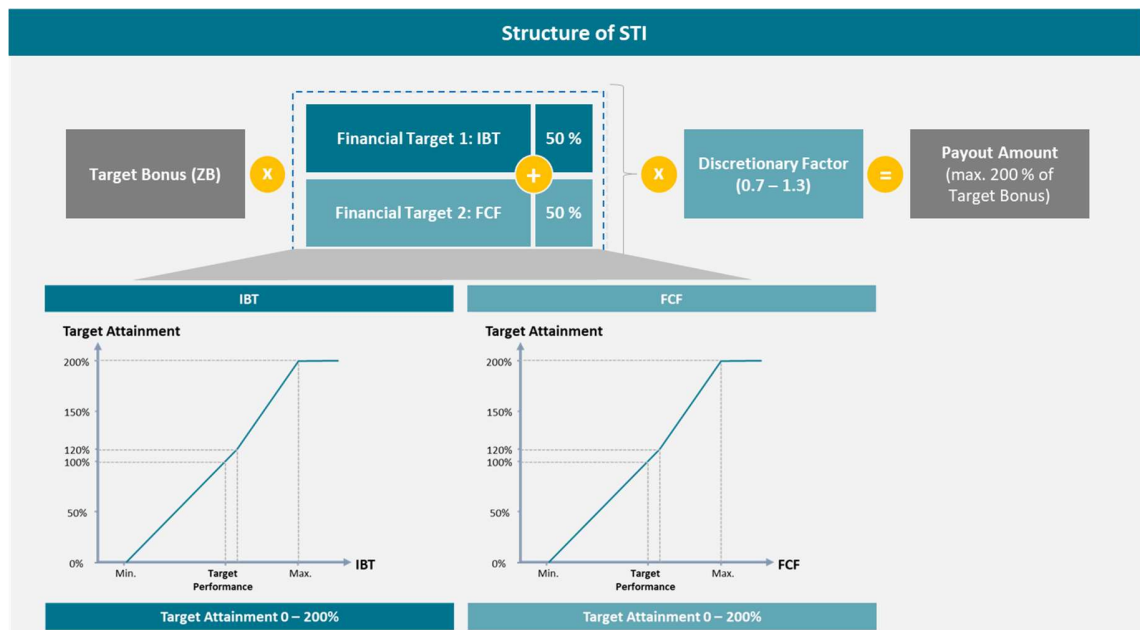 Structure of STI
Target Bonus (ZB)
x
Financial Target 1: IBT
50 %
+
Financial Target 2: FCF
50 %
x
Discretionary Factor
(0.7 – 1.3)
=
Payout Amount
(max. 200 % of
Target Bonus)
IBT
Target Attainment
200%
150%
120%
100%
50%
0%
Min.
Target
Performance
Max.
IBT
Target Attainment 0 – 200%
FCF
Target Attainment
200%
150%
120%
100%
50%
0%
Min.
Target
Performance
Max.
FCF
Target Attainment 0 – 200%